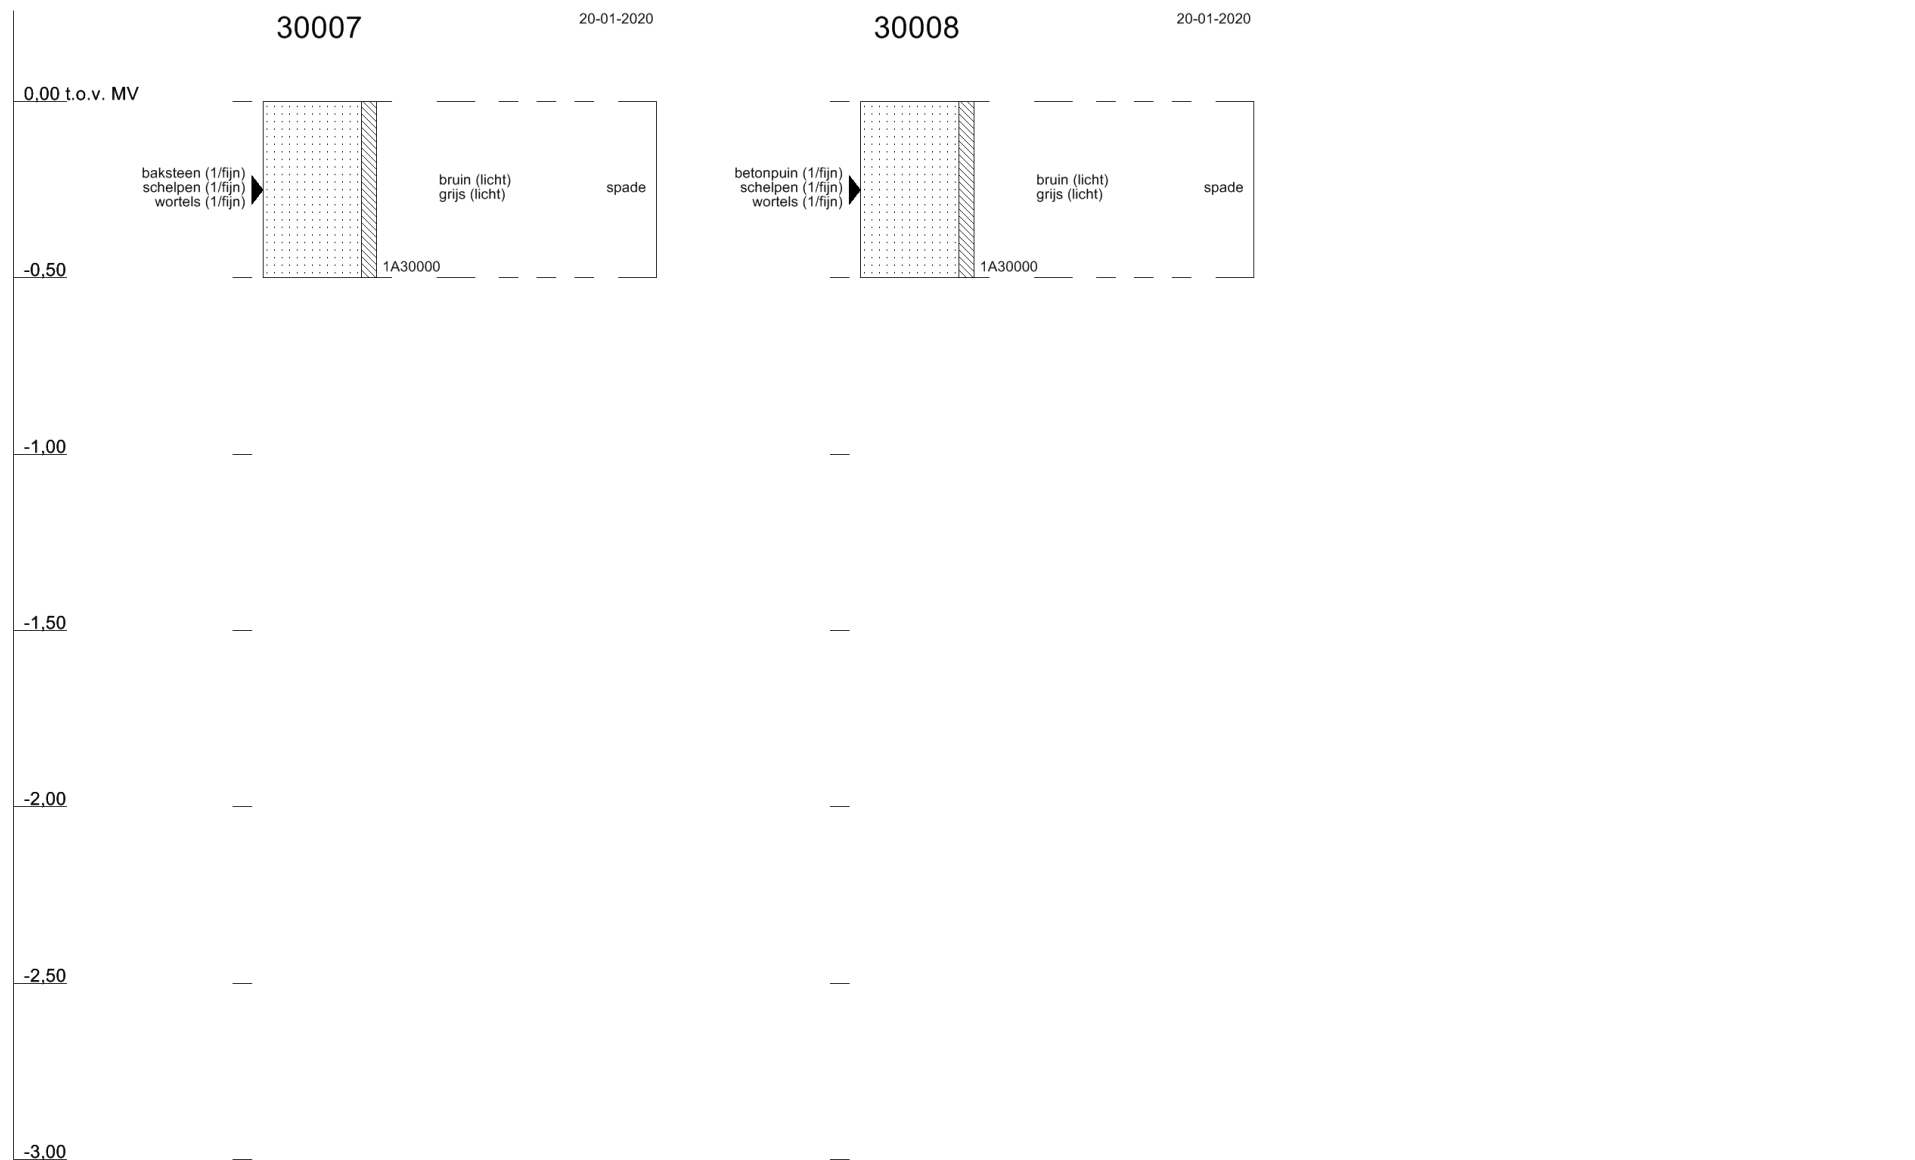 30007
20-01-2020
30008
20-01-2020
0,00 t.o.v. MV
baksteen (1/fijn)
schelpen (1/fijn)
wortels (1/fijn)
bruin (licht)
grijs (licht)
spade
1A30000
betonpuin (1/fijn)
schelpen (1/fijn)
wortels (1/fijn)
bruin (licht)
grijs (licht)
spade
1A30000
-0,50
-1,00
-1,50
-2,00
-2,50
-3,00